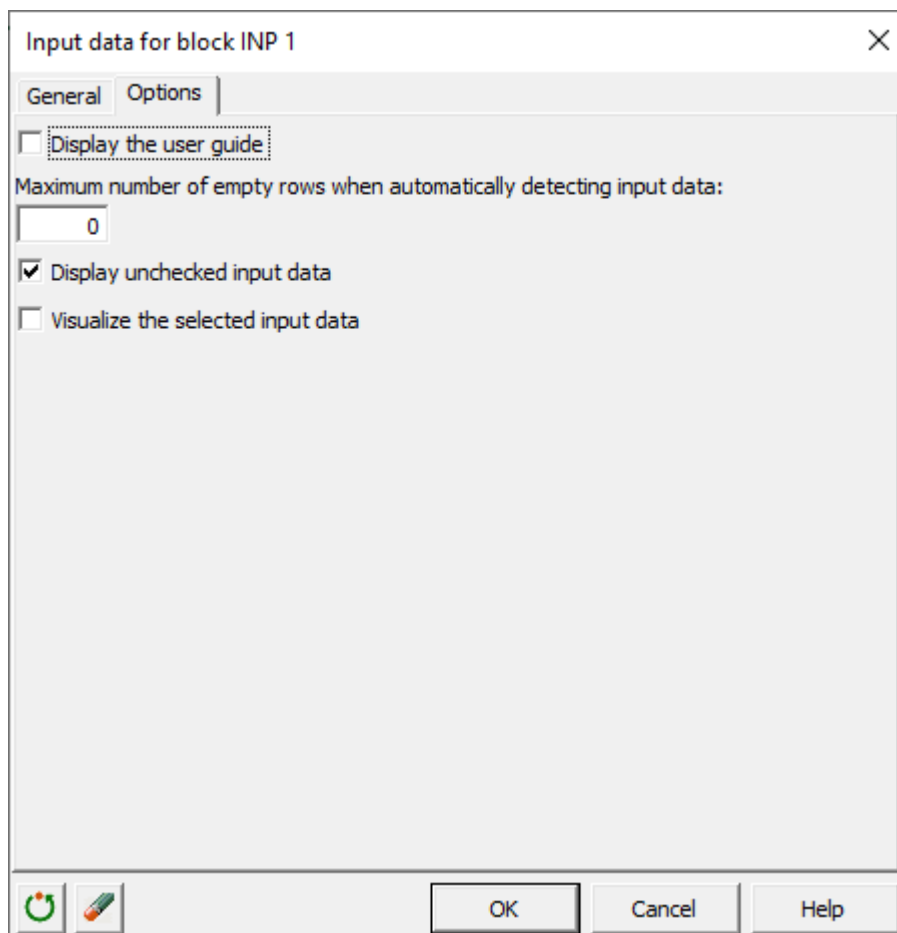 Input data for block INP 1
General Options
Display the user guide
Maximum number of empty rows when automatically detecting input data:
0
Display unchecked input data
Visualize the selected input data
OK Cancel Help